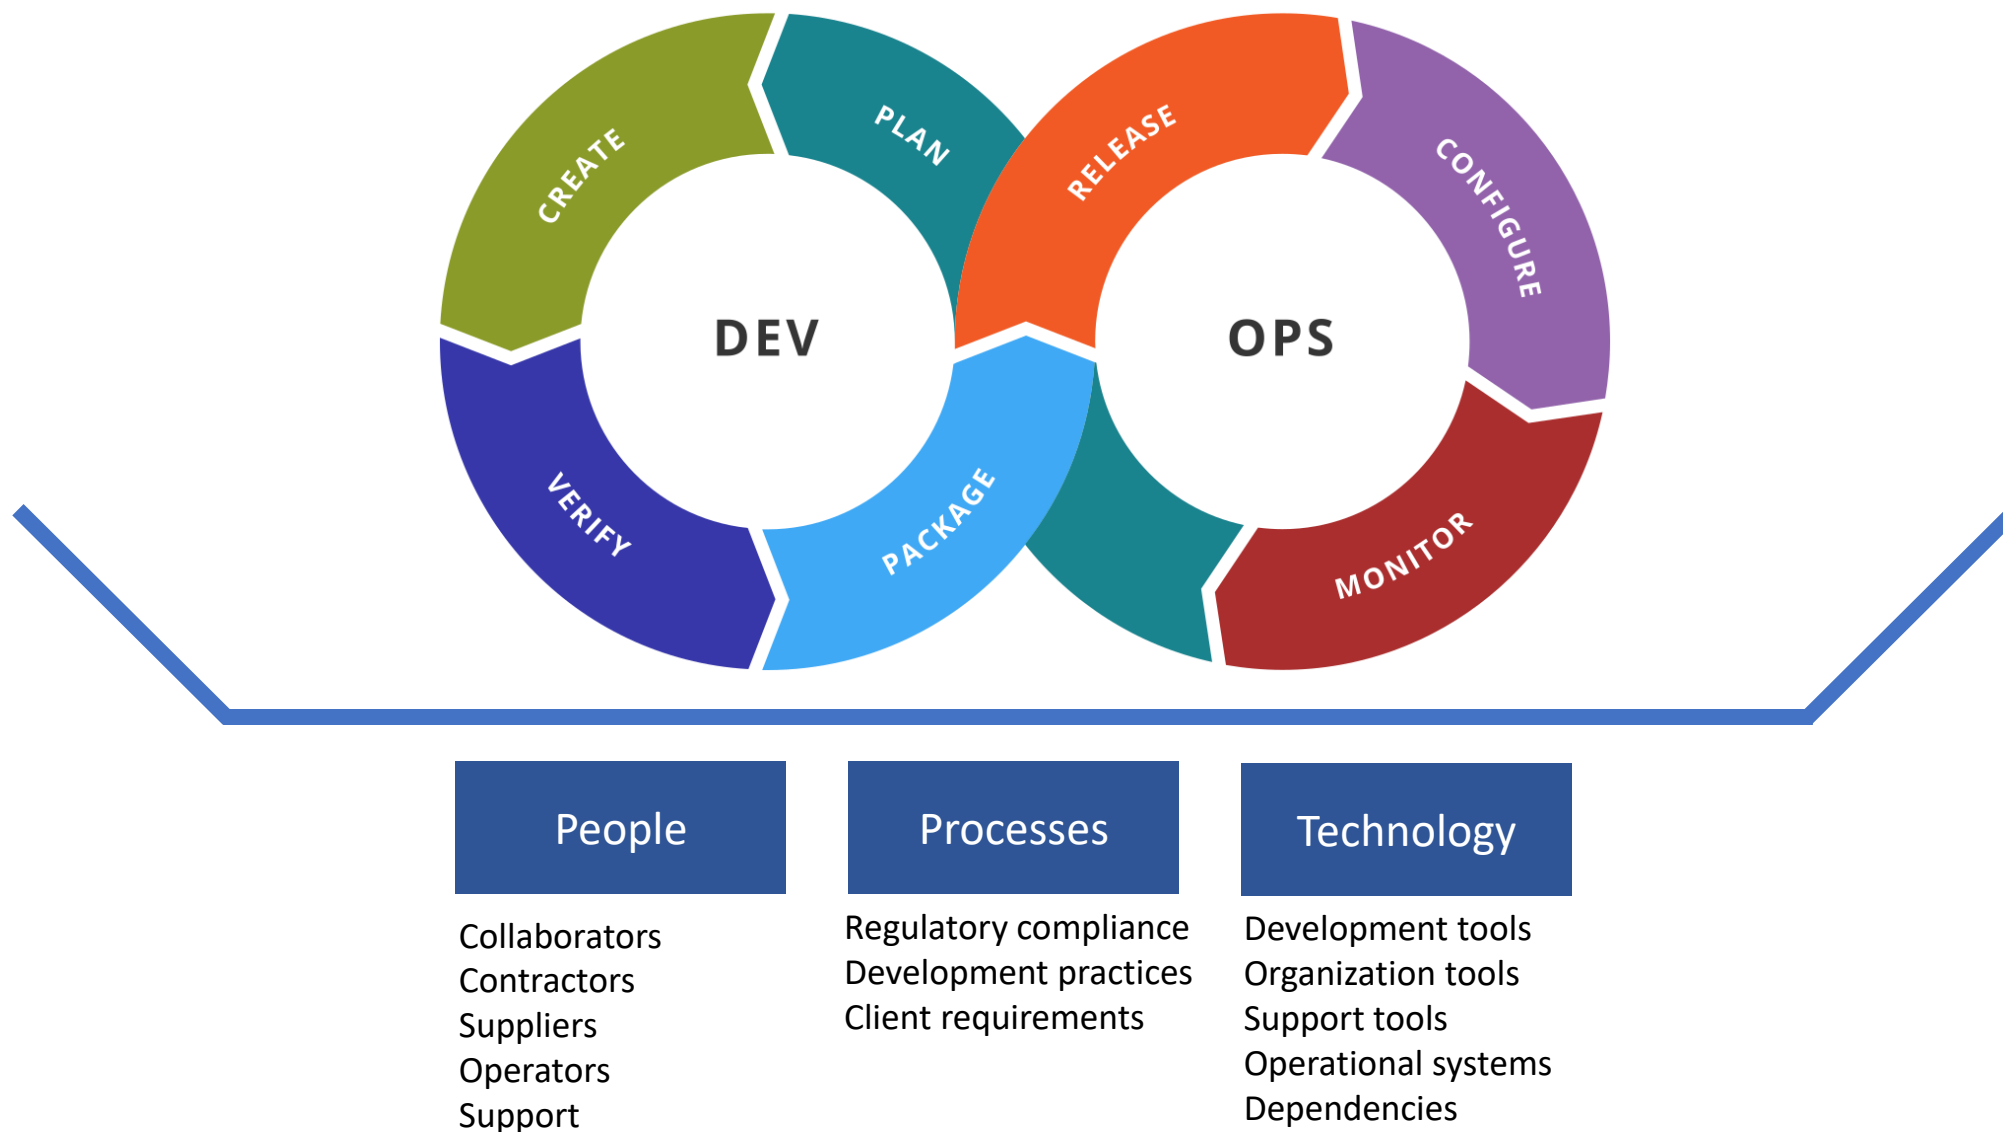 CREATE
PLAN
RELEASE
CONFIGURE
DEV
OPS
VERIFY
PACKAGE
MONITOR
People
Collaborators
Contractors
Suppliers
Operators
Support
Processes
Regulatory compliance
Development practices
Client requirements
Technology
Development tools
Organization tools
Support tools
Operational systems
Dependencies